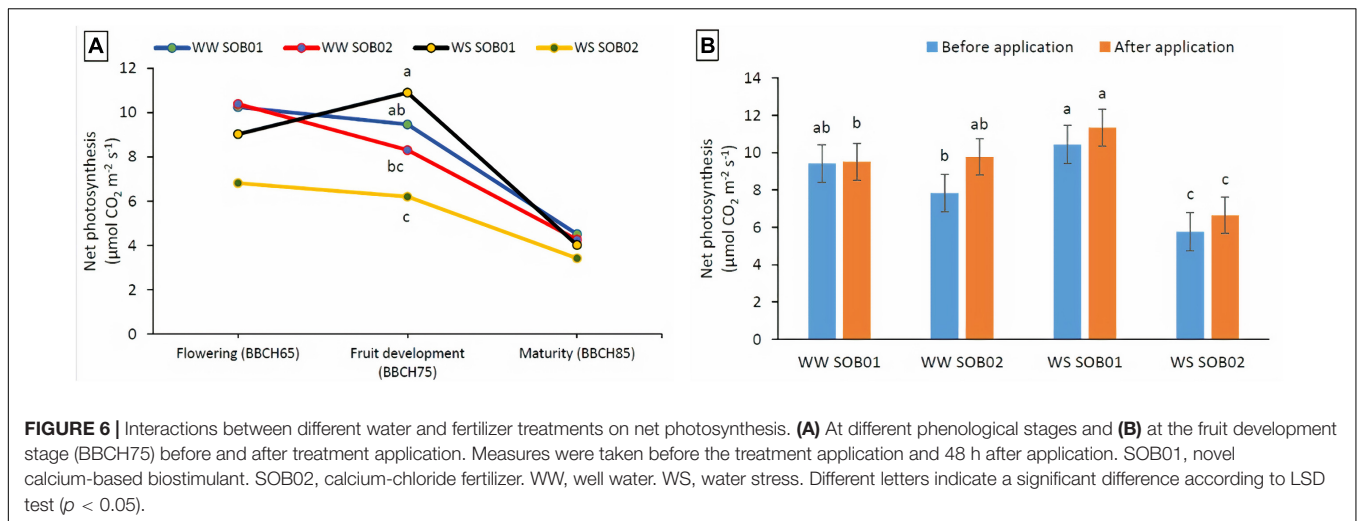 A
WW SOB01 WW SOB02 WS SOB01 WS SOB02
Net photosynthesis
(µmol CO2 m-2 s-1)
12
10
8
6
4
2
0
a
ab
bc
c
Flowering (BBCH65) Fruit development Maturity (BBCH85)
(BBCH75)
B
Before application After application
Net photosynthesis
(µmol CO2 m-2 s-1)
14
12
10
8
6
4
2
0
ab b b ab a a c c
WW SOB01 WW SOB02 WS SOB01 WS SOB02
FIGURE 6 | Interactions between different water and fertilizer treatments on net photosynthesis. (A) At different phenological stages and (B) at the fruit development
stage (BBCH75) before and after treatment application. Measures were taken before the treatment application and 48 h after application. SOB01, novel
calcium-based biostimulant. SOB02, calcium-chloride fertilizer. WW, well water. WS, water stress. Different letters indicate a significant difference according to LSD
test (p < 0.05).